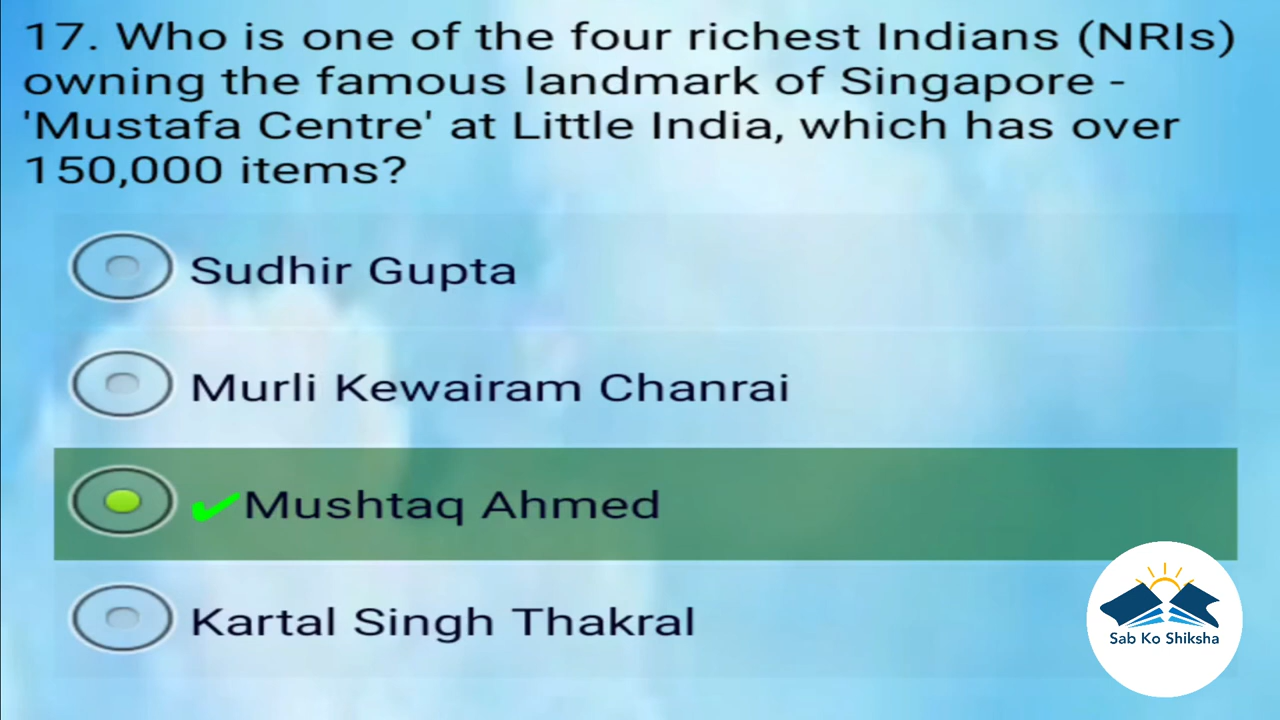 17. Who is one of the four richest Indians (NRIs)
owning the famous landmark of Singapore -
'Mustafa Centre' at Little India, which has over
150,000 items?
Sudhir Gupta
Murli Kewairam Chanrai
Mushtaq Ahmed
Kartal Singh Thakral
Sab Ko Shiksha